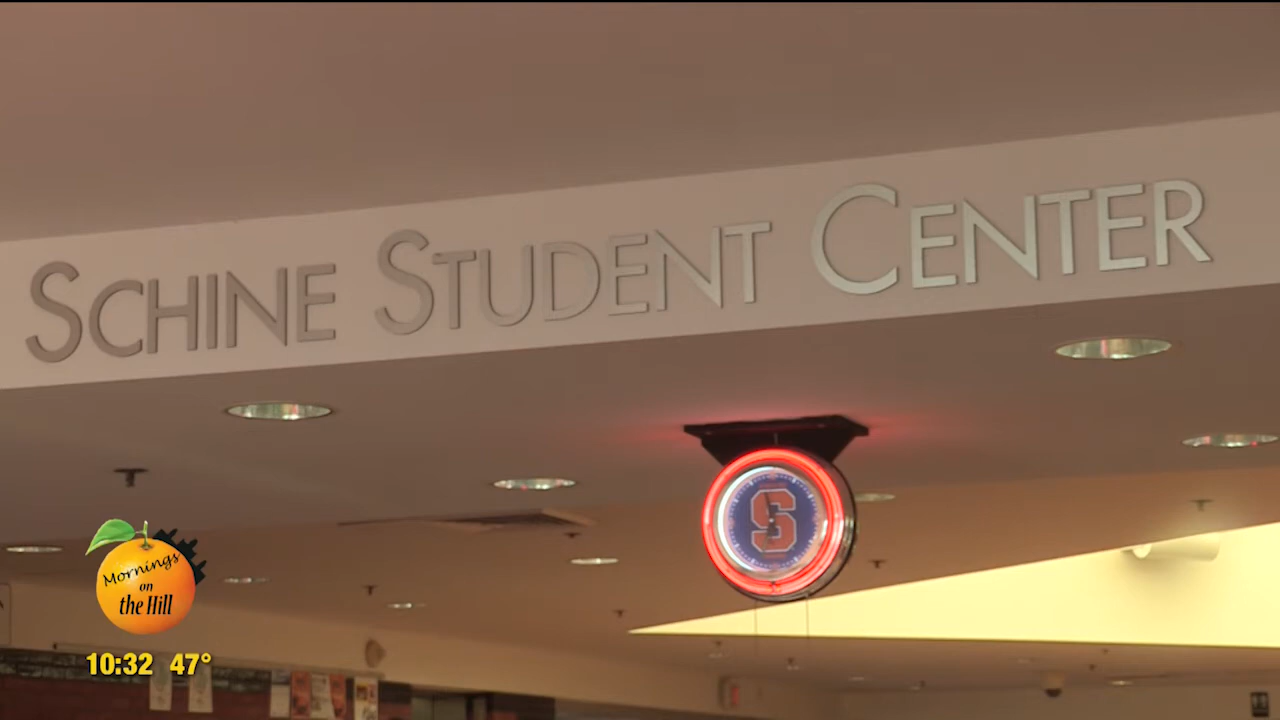 SCHINE STUDENT CENTER
S
Mornings
on
the Hill
10:32 47°